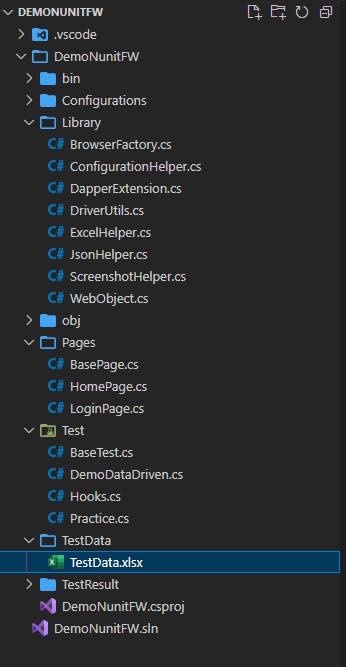 DEMONUNITFW
.vscode
DemoNunitFW
bin
Configurations
Library
C# BrowserFactory.cs
C# ConfigurationHelper.cs
C# DapperExtension.cs
C# DriverUtils.cs
C# ExcelHelper.cs
C# JsonHelper.cs
C# ScreenshotHelper.cs
C# WebObject.cs
obj
Pages
C# BasePage.cs
C# HomePage.cs
C# LoginPage.cs
Test
C# BaseTest.cs
C# DemoDataDriven.cs
C# Hooks.cs
C# Practice.cs
TestData
TestData.xlsx
TestResult
DemoNunitFW.csproj
DemoNunitFW.sln